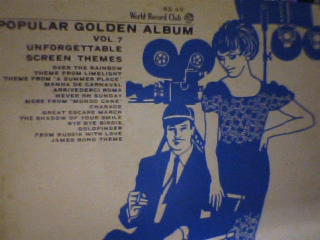 World Record Club
POPULAR GOLDEN ALBUM
VOL 7
UNFORGETTABLE
SCREEN THEMES
OVER THE RAINBOW
THEME FROM LIMELIGHT
THEME FROM "A SUMMER PLACE"
MANHA DE CARNAVAL
ARRIVEDERCI ROMA
NEVER ON SUNDAY
MORE FROM "MONDO CANE"
CHARADE
GREAT ESCAPE MARCH
THE SHADOW OF YOUR SMILE
BYE BYE BIRDIE
GOLDFINGER
FROM RUSSIA WITH LOVE
JAMES BOND THEME